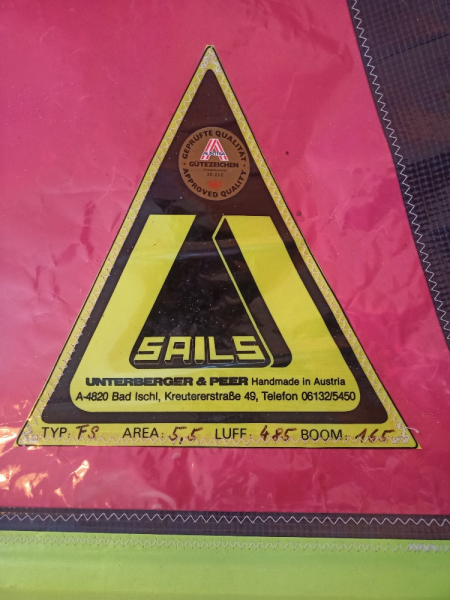 GEPRÜFTE QUALITÄT
AUSTRIA
GÜTEZEICHEN
APPROVED QUALITY
SAILS
UNTERBERGER & PEER Handmade in Austria
A-4820 Bad Ischl, Kreutererstraße 49, Telefon 06132/5450
TYP: FS AREA: 5,5 LUFF: 485 BOOM: 165